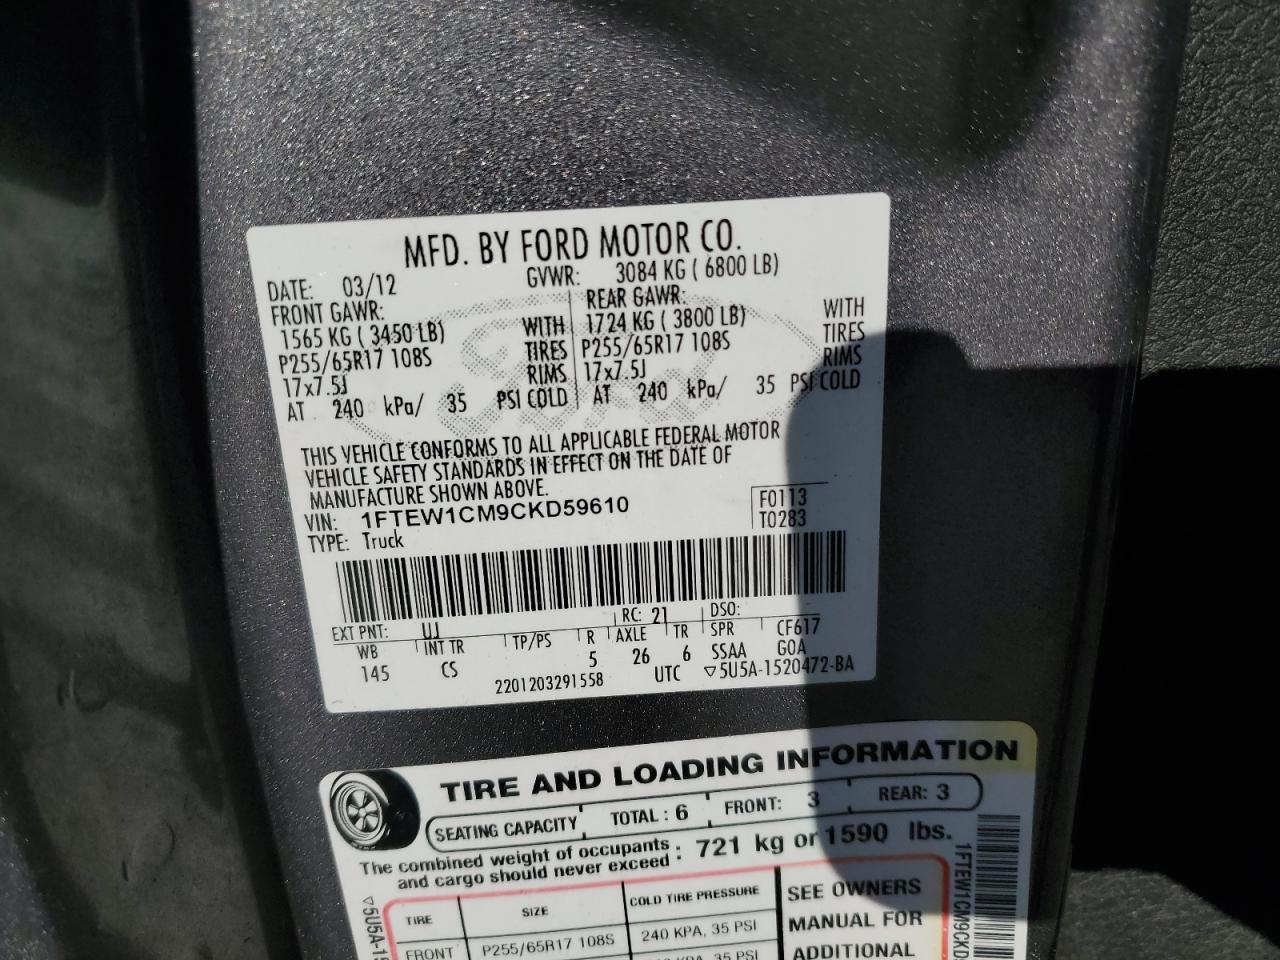 MFD. BY FORD MOTOR CO.
DATE: 03/12 GVWR: 3084 KG ( 6800 LB)
FRONT GAWR: REAR GAWR:
1565 KG ( 3450 LB) WITH 1724 KG ( 3800 LB) WITH
P255/65R17 108S TIRES P255/65R17 108S TIRES
17x7.5J RIMS 17x7.5J RIMS
AT 240 kPa/ 35 PSI COLD AT 240 kPa/ 35 PSI COLD
Ford
THIS VEHICLE CONFORMS TO ALL APPLICABLE FEDERAL MOTOR
VEHICLE SAFETY STANDARDS IN EFFECT ON THE DATE OF
MANUFACTURE SHOWN ABOVE.
VIN: 1FTEW1CM9CKD59610 F0113
TYPE: Truck T0283
EXT PNT: UJ RC: 21 DSO:
WB INT TR TP/PS R AXLE TR SPR CF617
145 CS 5 26 6 SSAA GOA
2201203291558 UTC ▽5U5A-1520472-BA
TIRE AND LOADING INFORMATION
SEATING CAPACITY TOTAL : 6 FRONT: 3 REAR: 3
The combined weight of occupants
and cargo should never exceed : 721 kg or 1590 lbs.
TIRE SIZE COLD TIRE PRESSURE SEE OWNERS
FRONT P255/65R17 108S 240 KPA, 35 PSI MANUAL FOR
ADDITIONAL
35 PSI
▽5U5A-15
1FTEW1CM9CKD